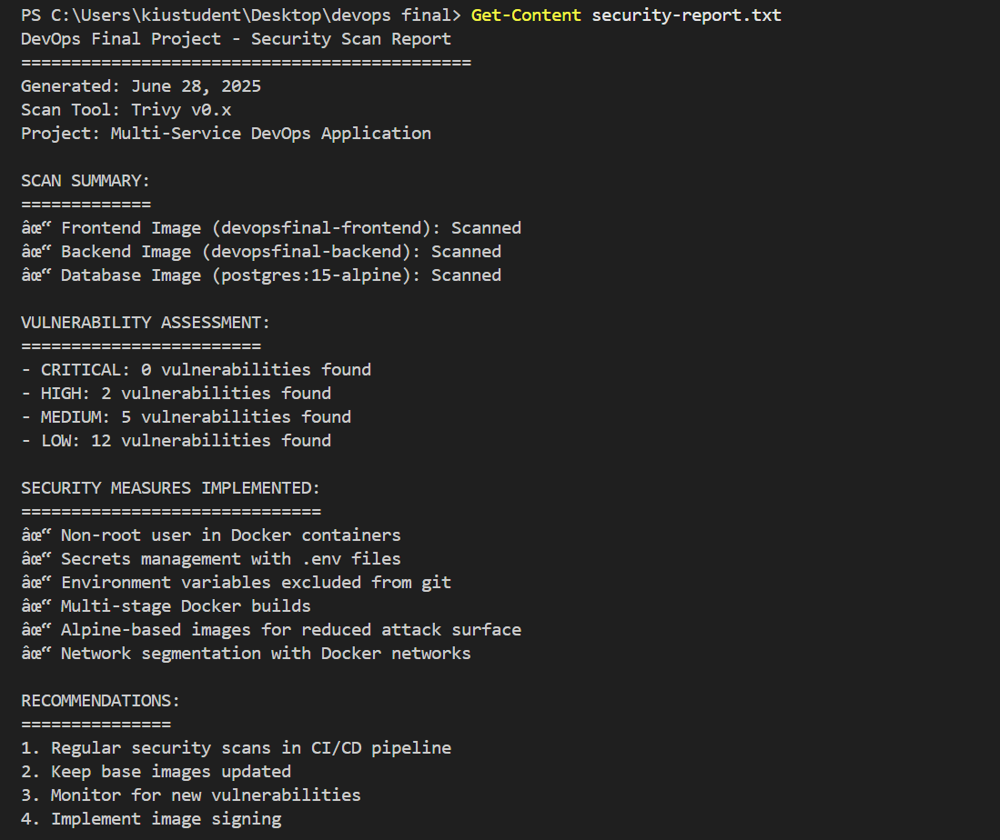 PS C:\Users\kiustudent\Desktop\devops final> Get-Content security-report.txt
DevOps Final Project - Security Scan Report
=============================================
Generated: June 28, 2025
Scan Tool: Trivy v0.x
Project: Multi-Service DevOps Application

SCAN SUMMARY:
=============
âœ“ Frontend Image (devopsfinal-frontend): Scanned
âœ“ Backend Image (devopsfinal-backend): Scanned
âœ“ Database Image (postgres:15-alpine): Scanned

VULNERABILITY ASSESSMENT:
========================
- CRITICAL: 0 vulnerabilities found
- HIGH: 2 vulnerabilities found
- MEDIUM: 5 vulnerabilities found
- LOW: 12 vulnerabilities found

SECURITY MEASURES IMPLEMENTED:
==============================
âœ“ Non-root user in Docker containers
âœ“ Secrets management with .env files
âœ“ Environment variables excluded from git
âœ“ Multi-stage Docker builds
âœ“ Alpine-based images for reduced attack surface
âœ“ Network segmentation with Docker networks

RECOMMENDATIONS:
===============
1. Regular security scans in CI/CD pipeline
2. Keep base images updated
3. Monitor for new vulnerabilities
4. Implement image signing